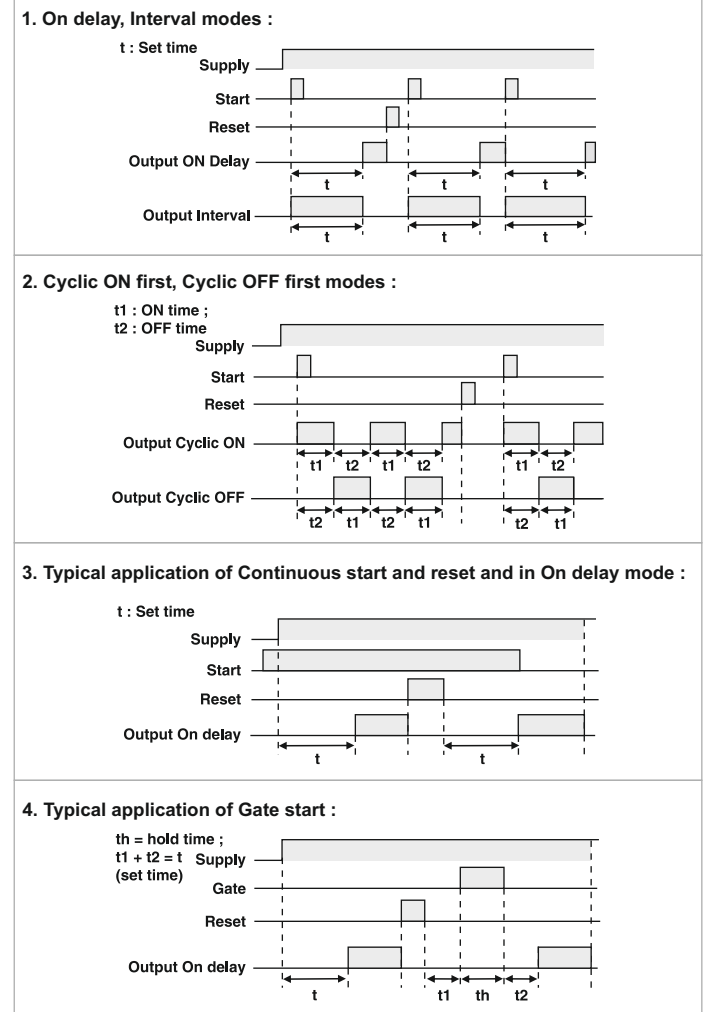 1. On delay, Interval modes :
t : Set time
Supply
Start
Reset
Output ON Delay
t t t
Output Interval
t t t
2. Cyclic ON first, Cyclic OFF first modes :
t1 : ON time ;
t2 : OFF time
Supply
Start
Reset
Output Cyclic ON
t1 t2 t1 t2 t1 t2
Output Cyclic OFF
t2 t1 t2 t1 t2 t1
3. Typical application of Continuous start and reset and in On delay mode :
t : Set time
Supply
Start
Reset
Output On delay
t t
4. Typical application of Gate start :
th = hold time ;
t1 + t2 = t Supply
(set time)
Gate
Reset
Output On delay
t t1 th t2